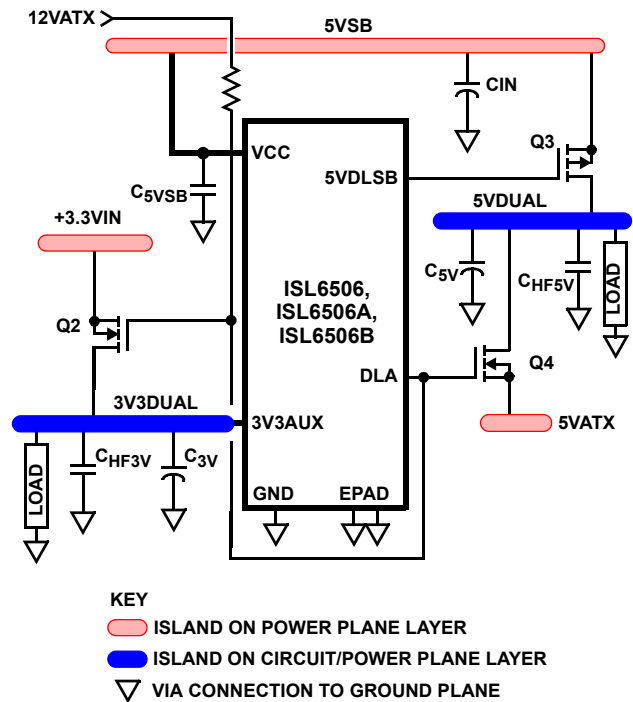 12VATX
5VSB
CIN
Q3
VCC
5VDLSB
C5VSB
+3.3VIN
5VDUAL
LOAD
C5V
CHF5V
ISL6506,
ISL6506A,
ISL6506B
Q2
Q4
DLA
5VATX
3V3DUAL
3V3AUX
CHF3V
C3V
LOAD
GND
EPAD
KEY
ISLAND ON POWER PLANE LAYER
ISLAND ON CIRCUIT/POWER PLANE LAYER
VIA CONNECTION TO GROUND PLANE